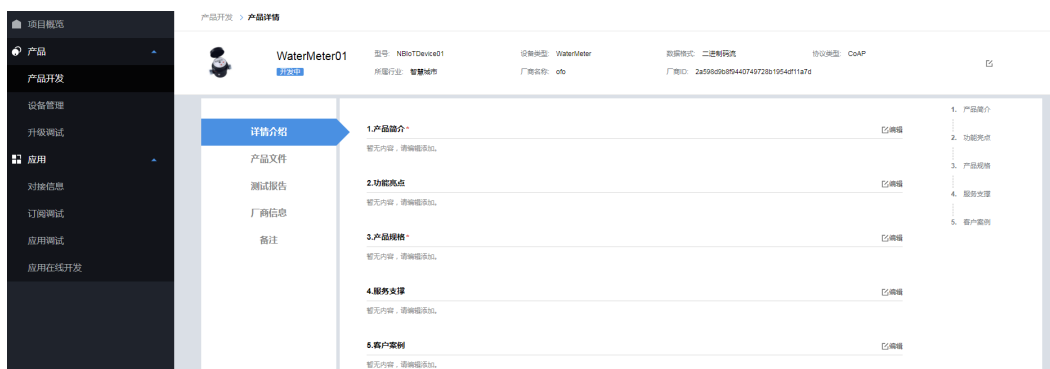 项目概览
产品
产品开发
设备管理
升级调试
应用
对接信息
订阅调试
应用调试
应用在线开发
产品开发 > 产品详情
WaterMeter01
开发中
型号: NBIoTDevice01
设备类型: WaterMeter
数据格式: 二进制码流
协议类型: CoAP
所属行业: 智慧城市
厂商名称: ofo
厂商ID: 2a598d9b8f9440749728b1954df11a7d
详情介绍
产品文件
测试报告
厂商信息
备注
1.产品简介*
编辑
暂无内容，请编辑添加。
2.功能亮点
编辑
暂无内容，请编辑添加。
3.产品规格*
编辑
暂无内容，请编辑添加。
4.服务支撑
编辑
暂无内容，请编辑添加。
5.客户案例
编辑
暂无内容，请编辑添加。
1. 产品简介
2. 功能亮点
3. 产品规格
4. 服务支撑
5. 客户案例